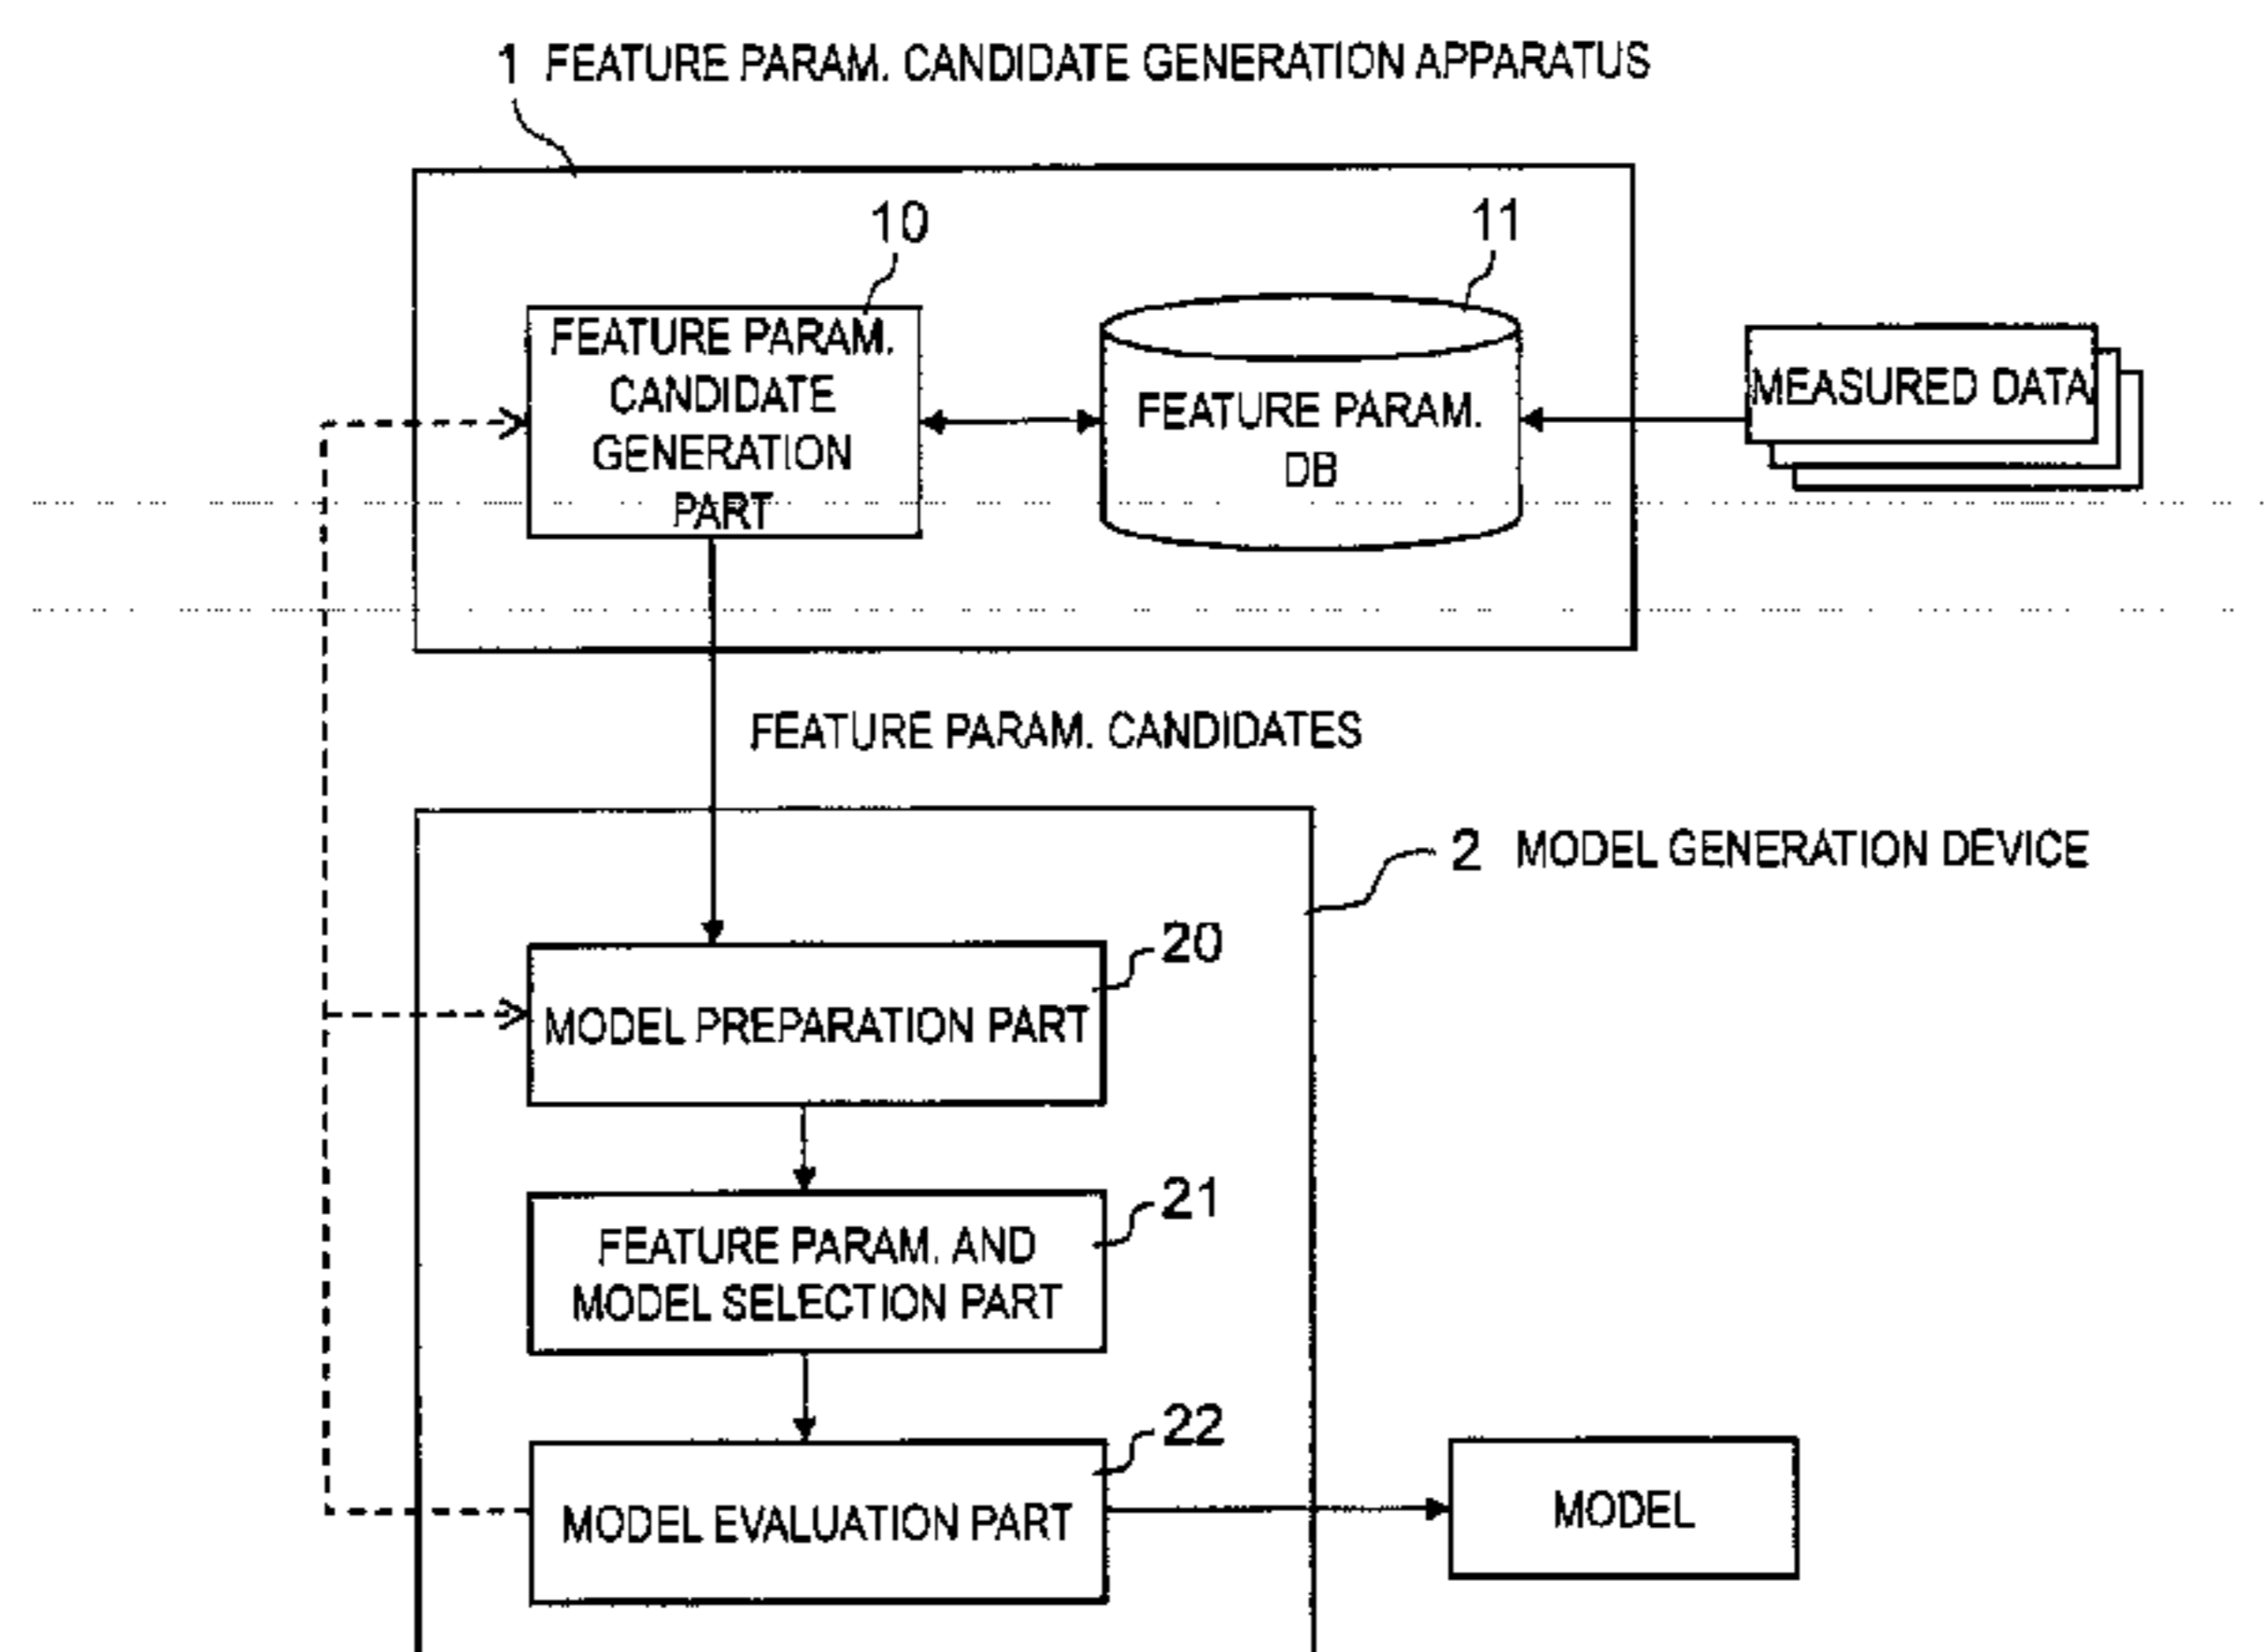 1 FEATURE PARAM. CANDIDATE GENERATION APPARATUS
10
11
FEATURE PARAM.
CANDIDATE
GENERATION
PART
FEATURE PARAM.
DB
MEASURED DATA
FEATURE PARAM. CANDIDATES
2 MODEL GENERATION DEVICE
20
MODEL PREPARATION PART
21
FEATURE PARAM. AND
MODEL SELECTION PART
22
MODEL EVALUATION PART
MODEL